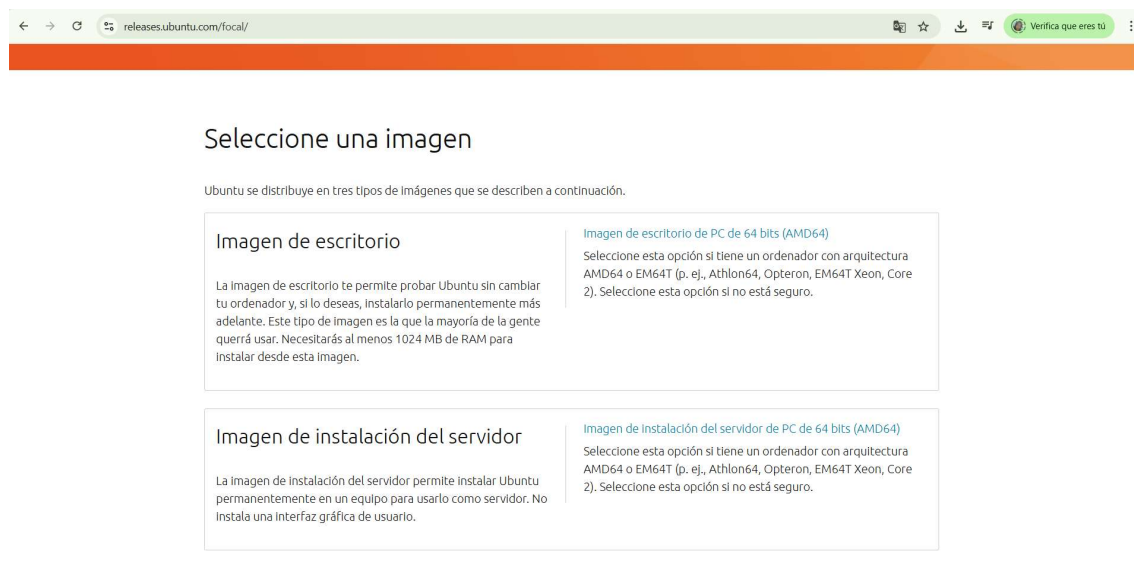 releases.ubuntu.com/focal/
Verifica que eres tú
Seleccione una imagen
Ubuntu se distribuye en tres tipos de imágenes que se describen a continuación.
Imagen de escritorio
La imagen de escritorio te permite probar Ubuntu sin cambiar
tu ordenador y, si lo deseas, instalarlo permanentemente más
adelante. Este tipo de imagen es la que la mayoría de la gente
querrá usar. Necesitarás al menos 1024 MB de RAM para
instalar desde esta imagen.
Imagen de escritorio de PC de 64 bits (AMD64)
Seleccione esta opción si tiene un ordenador con arquitectura
AMD64 o EM64T (p. ej., Athlon64, Opteron, EM64T Xeon, Core
2). Seleccione esta opción si no está seguro.
Imagen de instalación del servidor
La imagen de instalación del servidor permite instalar Ubuntu
permanentemente en un equipo para usarlo como servidor. No
instala una interfaz gráfica de usuario.
Imagen de instalación del servidor de PC de 64 bits (AMD64)
Seleccione esta opción si tiene un ordenador con arquitectura
AMD64 o EM64T (p. ej., Athlon64, Opteron, EM64T Xeon, Core
2). Seleccione esta opción si no está seguro.